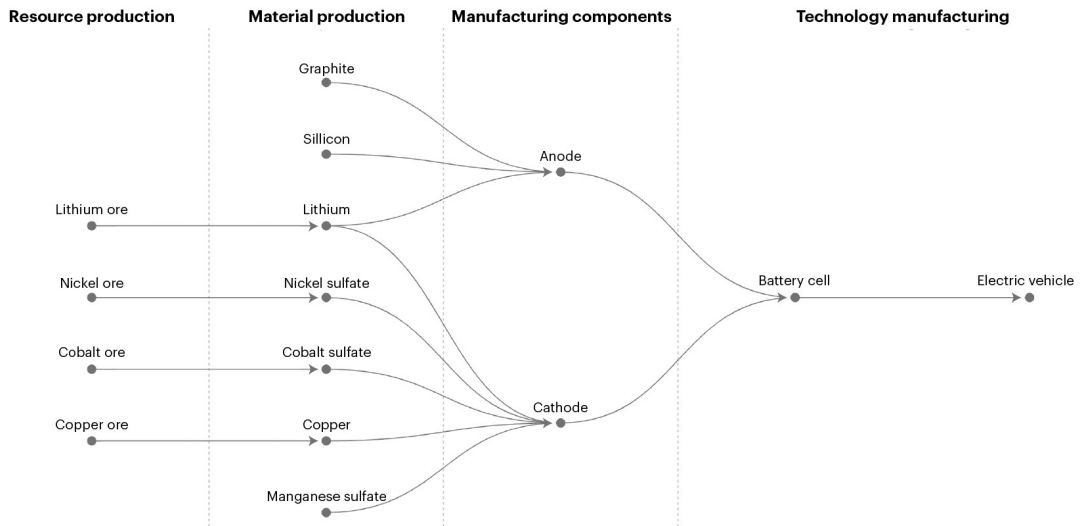 Resource production
Material production
Manufacturing components
Technology manufacturing
Graphite
Sillicon
Anode
Lithium ore
Lithium
Nickel ore
Nickel sulfate
Battery cell
Electric vehicle
Cobalt ore
Cobalt sulfate
Cathode
Copper ore
Copper
Manganese sulfate